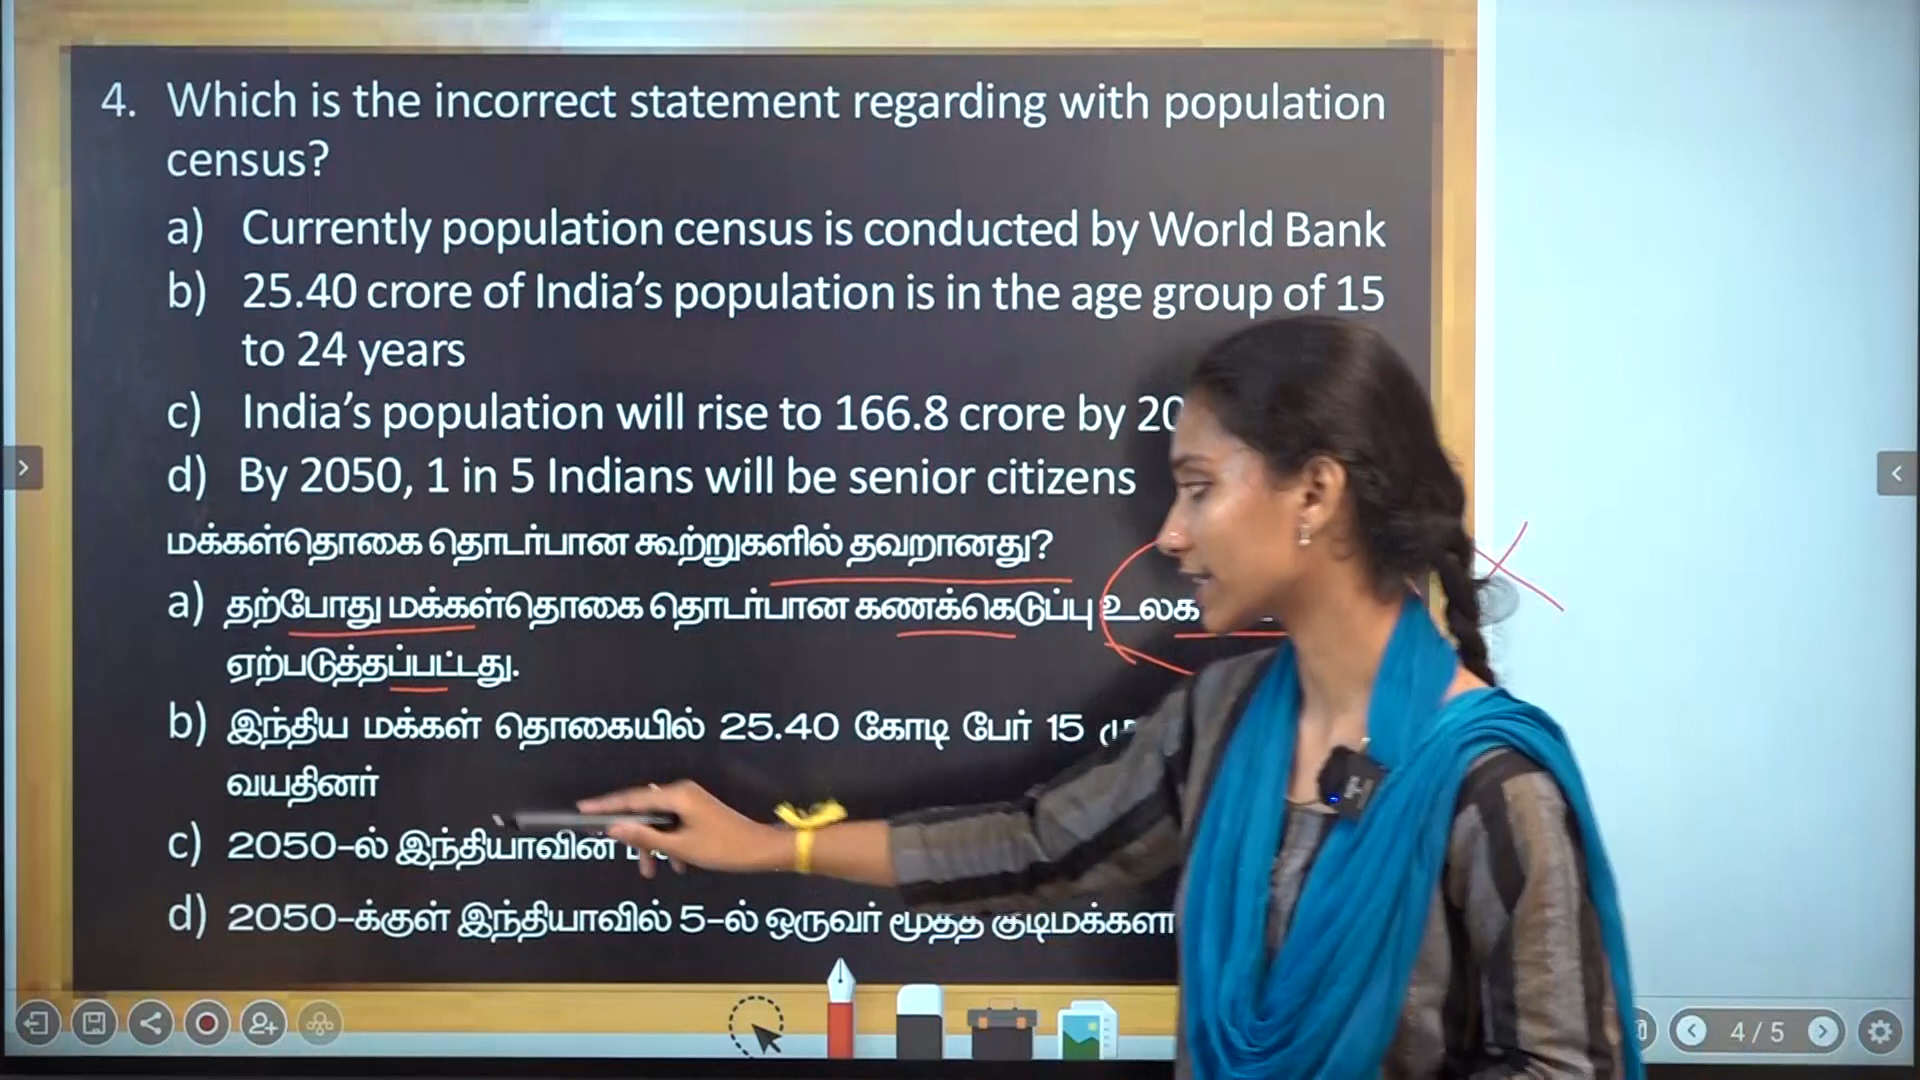 4. Which is the incorrect statement regarding with population
census?
a) Currently population census is conducted by World Bank
b) 25.40 crore of India's population is in the age group of 15
to 24 years
c) India's population will rise to 166.8 crore by
d) By 2050, 1 in 5 Indians will be senior citizens
மக்கள்தொகை தொடர்பான கூற்றுகளில் தவறானது?
a) தற்போது மக்கள்தொகை தொடர்பான கணக்கெடுப்பு உலக
ஏற்படுத்தப்பட்டது.
b) இந்திய மக்கள் தொகையில் 25.40 கோடி பேர் 15
வயதினர்
c) 2050-ல் இந்தியாவின்
d) 2050-க்குள் இந்தியாவில் 5-ல் ஒருவர் மூத்த
4 / 5